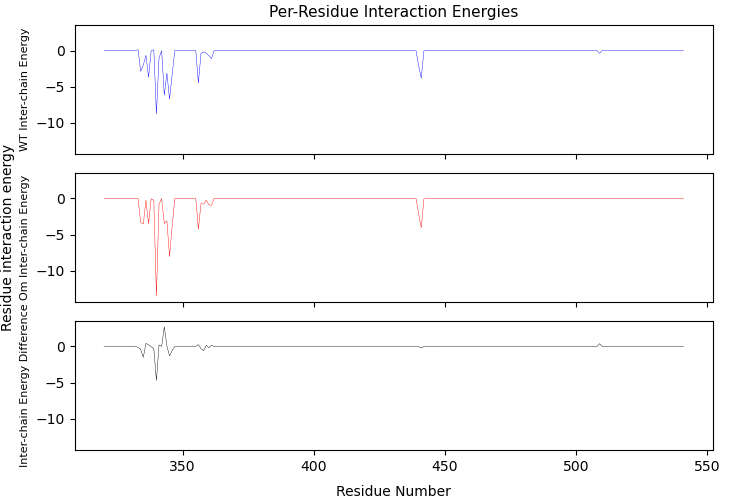 Per-Residue Interaction Energies
Residue interaction energy
WT Inter-chain Energy
0
−5
−10
Om Inter-chain Energy
0
−5
−10
Inter-chain Energy Difference
0
−5
−10
350
400
450
500
550
Residue Number